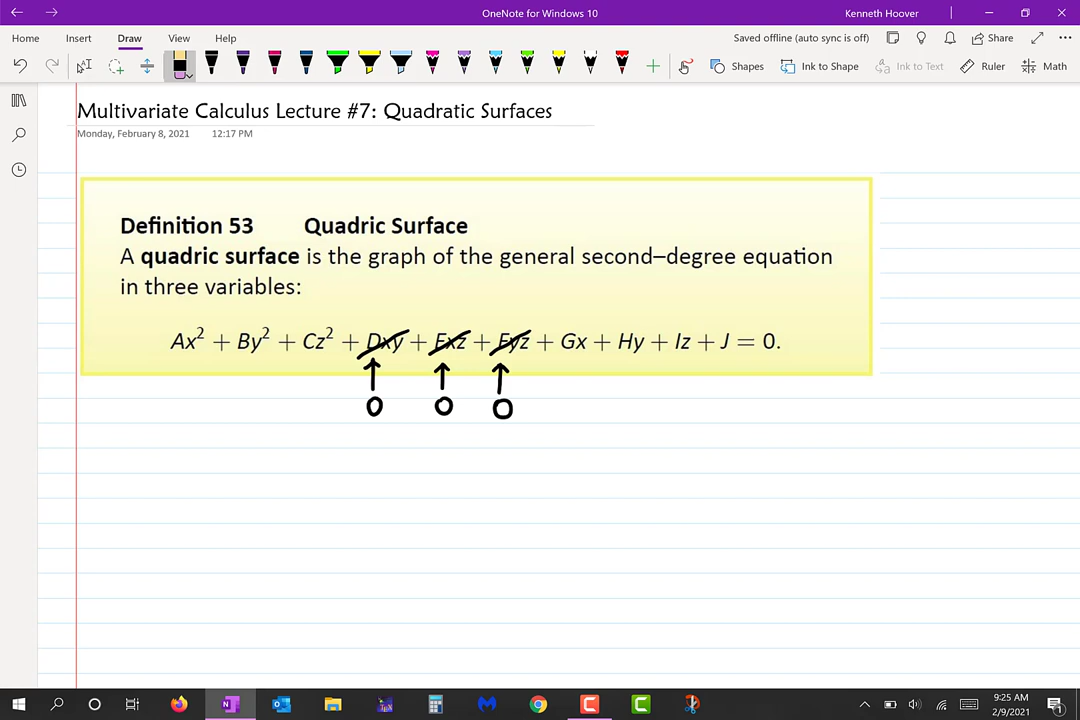 OneNote for Windows 10
Kenneth Hoover
Home Insert Draw View Help
Saved offline (auto sync is off)
Share
Shapes
Ink to Shape
Ink to Text
Ruler
Math
Multivariate Calculus Lecture #7: Quadratic Surfaces
Monday, February 8, 2021 12:17 PM
Definition 53 Quadric Surface
A quadric surface is the graph of the general second–degree equation
in three variables:
Ax² + By² + Cz² + Dxy + Exz + Fyz + Gx + Hy + Iz + J = 0.
0 0 0
9:25 AM
2/9/2021